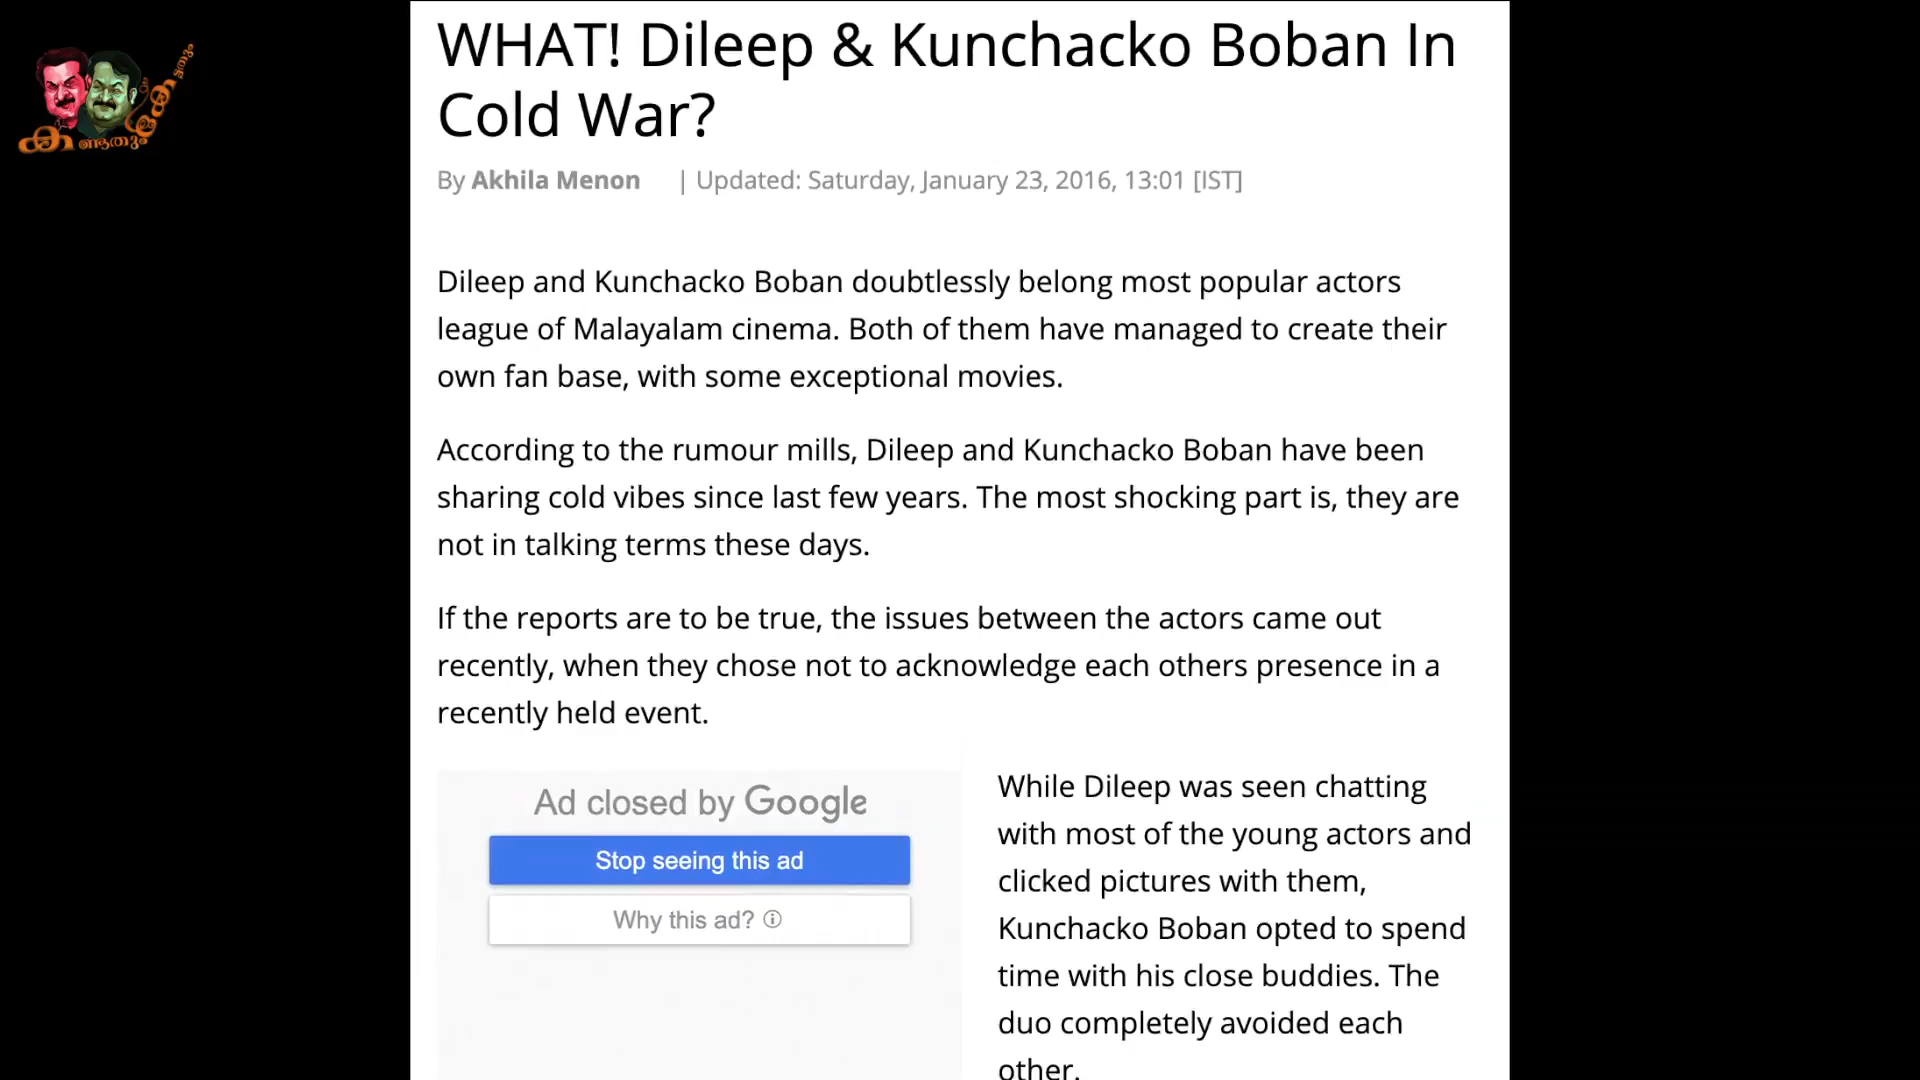 WHAT! Dileep & Kunchacko Boban In
Cold War?
By Akhila Menon | Updated: Saturday, January 23, 2016, 13:01 [IST]
Dileep and Kunchacko Boban doubtlessly belong most popular actors
league of Malayalam cinema. Both of them have managed to create their
own fan base, with some exceptional movies.
According to the rumour mills, Dileep and Kunchacko Boban have been
sharing cold vibes since last few years. The most shocking part is, they are
not in talking terms these days.
If the reports are to be true, the issues between the actors came out
recently, when they chose not to acknowledge each others presence in a
recently held event.
Ad closed by Google
Stop seeing this ad
Why this ad?
While Dileep was seen chatting
with most of the young actors and
clicked pictures with them,
Kunchacko Boban opted to spend
time with his close buddies. The
duo completely avoided each
other.